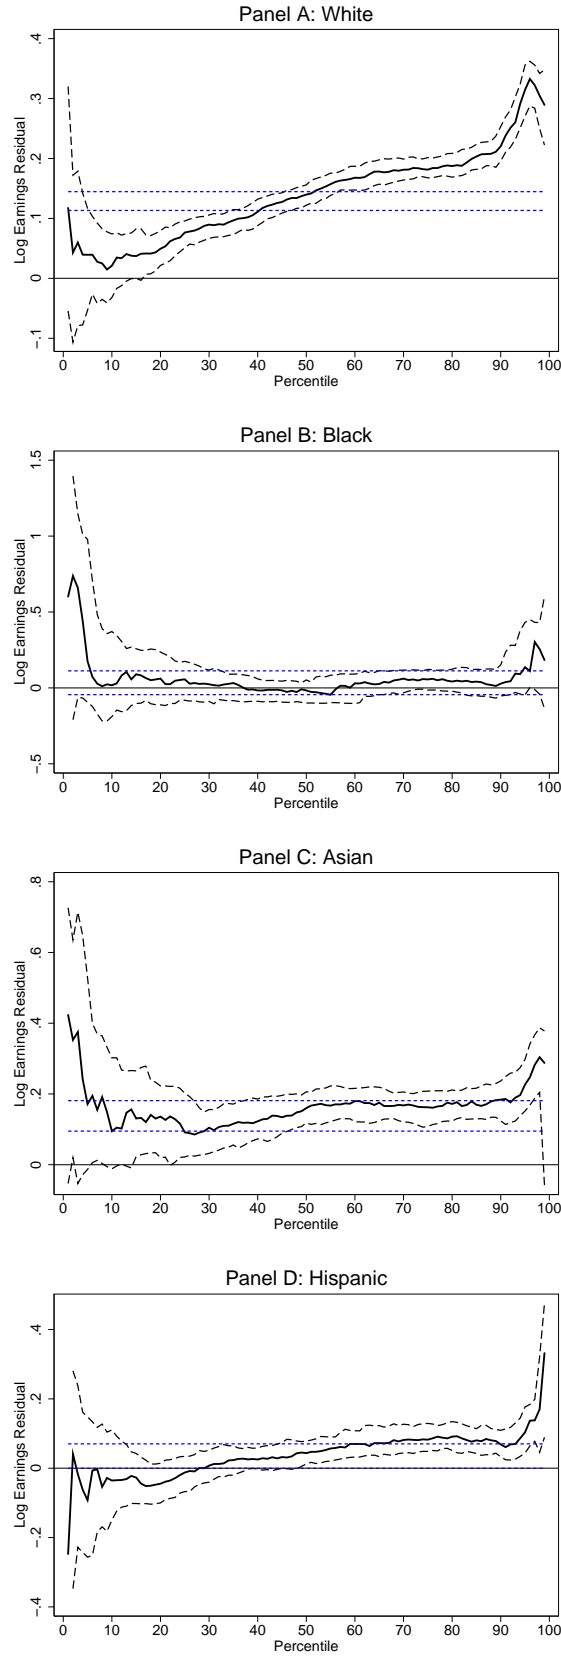 Panel A: White
Log Earnings Residual
.4
.3
.2
.1
0
-.1
0 10 20 30 40 50 60 70 80 90 100
Percentile
Panel B: Black
Log Earnings Residual
1.5
1
.5
0
-.5
0 10 20 30 40 50 60 70 80 90 100
Percentile
Panel C: Asian
Log Earnings Residual
.8
.6
.4
.2
0
0 10 20 30 40 50 60 70 80 90 100
Percentile
Panel D: Hispanic
Log Earnings Residual
.4
.2
0
-.2
-.4
0 10 20 30 40 50 60 70 80 90 100
Percentile